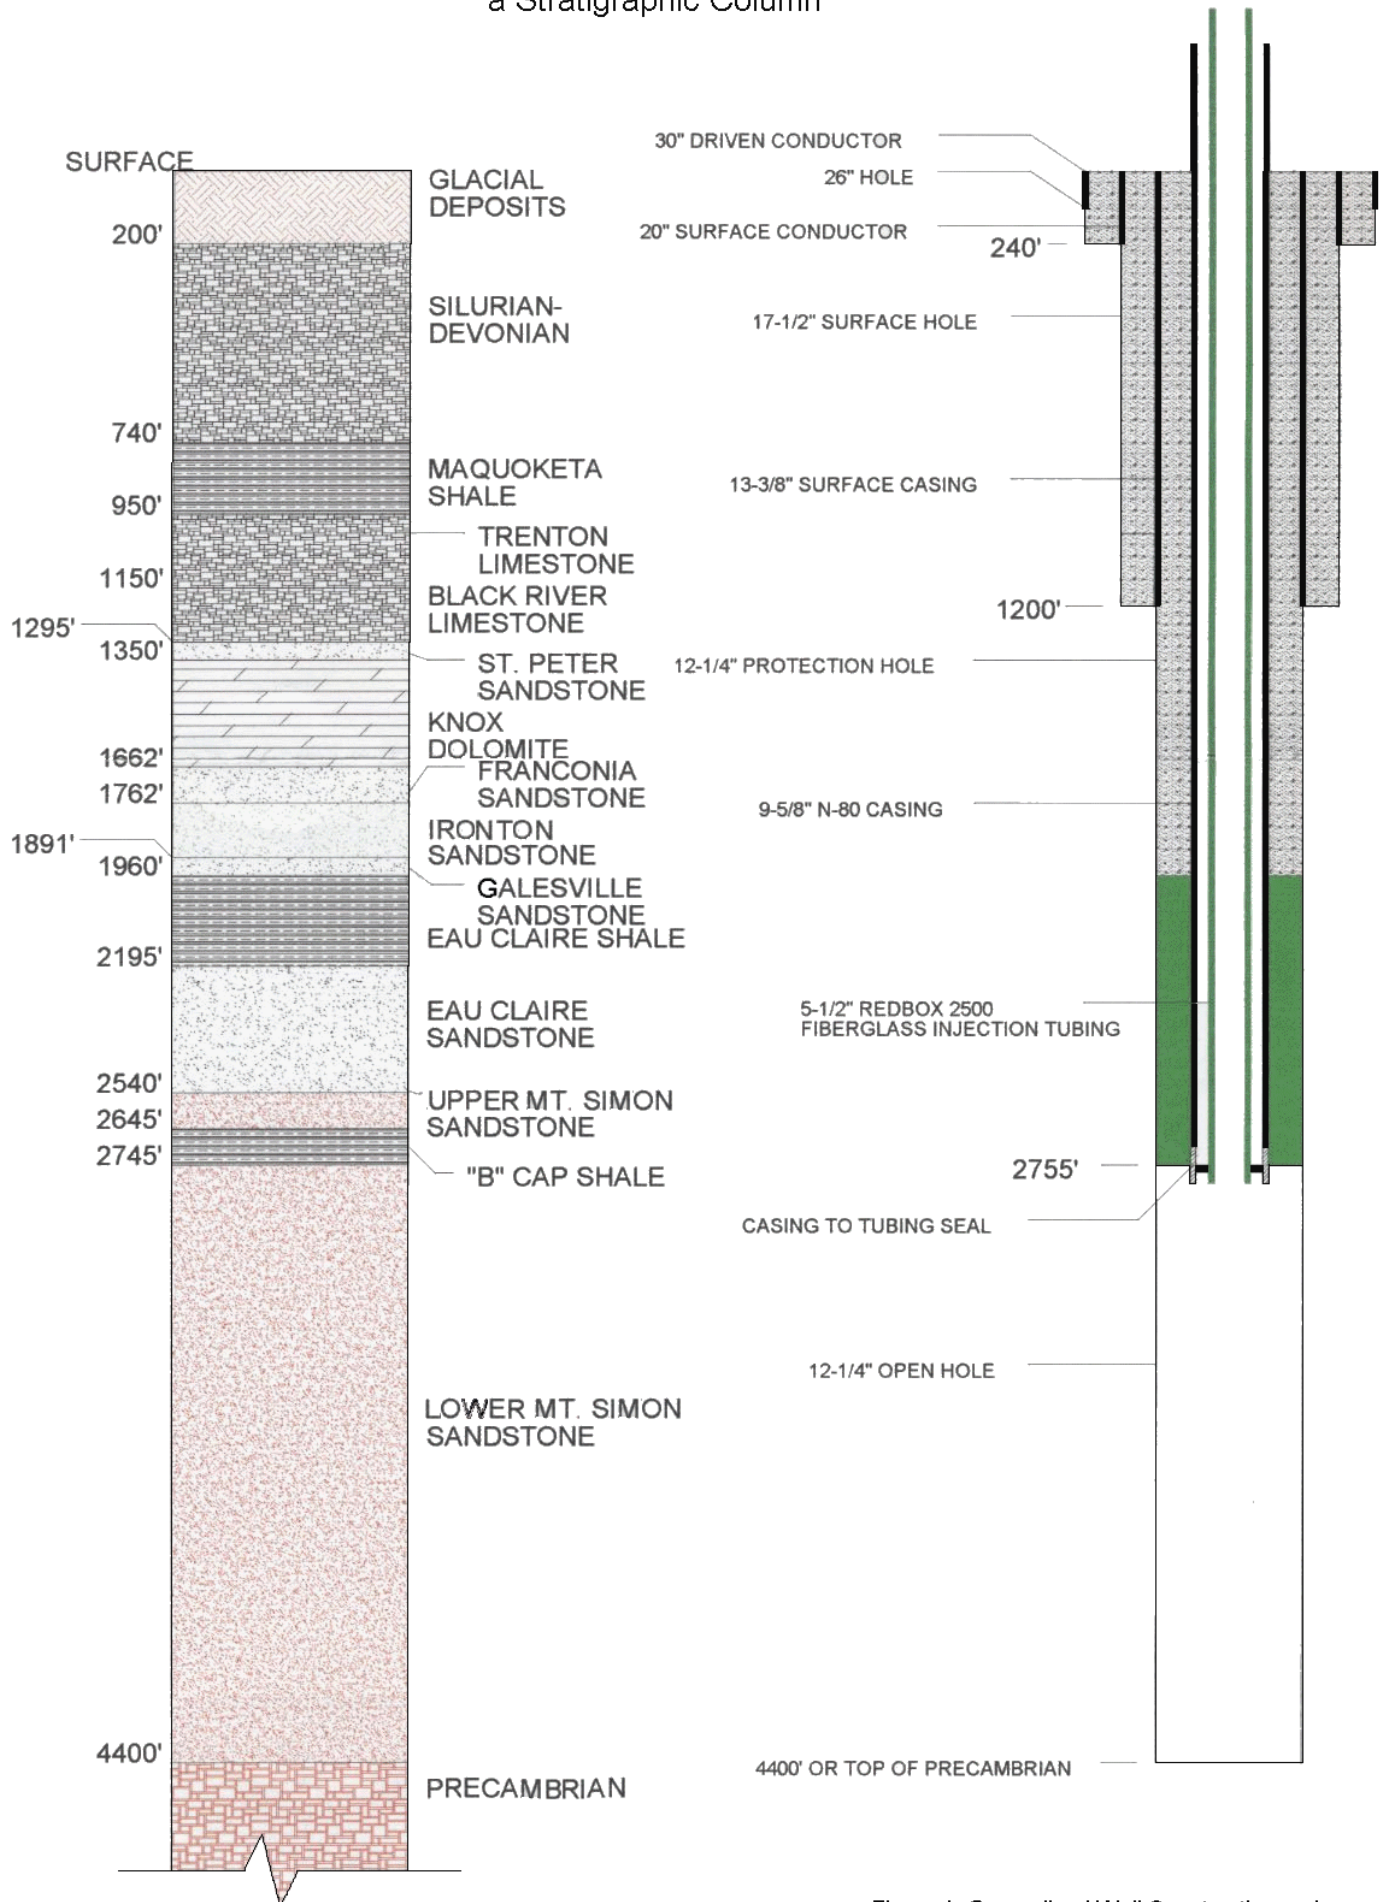 a Stratigraphic Column
SURFACE
200'
740'
950'
1150'
1295'
1350'
1662'
1762'
1891'
1960'
2195'
2540'
2645'
2745'
4400'
GLACIAL
DEPOSITS
SILURIAN-
DEVONIAN
MAQUOKETA
SHALE
TRENTON
LIMESTONE
BLACK RIVER
LIMESTONE
ST. PETER
SANDSTONE
KNOX
DOLOMITE
FRANCONIA
SANDSTONE
IRONTON
SANDSTONE
GALESVILLE
SANDSTONE
EAU CLAIRE SHALE
EAU CLAIRE
SANDSTONE
UPPER MT. SIMON
SANDSTONE
"B" CAP SHALE
LOWER MT. SIMON
SANDSTONE
PRECAMBRIAN
30" DRIVEN CONDUCTOR
26" HOLE
20" SURFACE CONDUCTOR
240'
17-1/2" SURFACE HOLE
13-3/8" SURFACE CASING
1200'
12-1/4" PROTECTION HOLE
9-5/8" N-80 CASING
5-1/2" REDBOX 2500
FIBERGLASS INJECTION TUBING
2755'
CASING TO TUBING SEAL
12-1/4" OPEN HOLE
4400' OR TOP OF PRECAMBRIAN